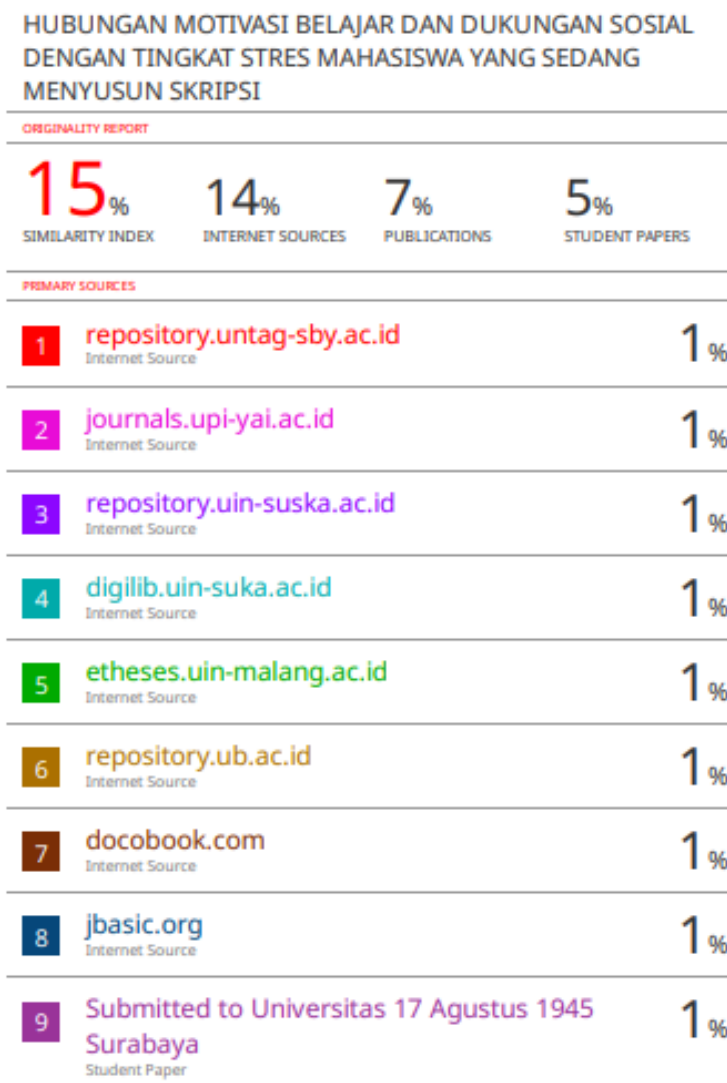 HUBUNGAN MOTIVASI BELAJAR DAN DUKUNGAN SOSIAL
DENGAN TINGKAT STRES MAHASISWA YANG SEDANG
MENYUSUN SKRIPSI
ORIGINALITY REPORT
15% 14% 7% 5%
SIMILARITY INDEX INTERNET SOURCES PUBLICATIONS STUDENT PAPERS
PRIMARY SOURCES
1 repository.untag-sby.ac.id 1%
Internet Source
2 journals.upi-yai.ac.id 1%
Internet Source
3 repository.uin-suska.ac.id 1%
Internet Source
4 digilib.uin-suka.ac.id 1%
Internet Source
5 etheses.uin-malang.ac.id 1%
Internet Source
6 repository.ub.ac.id 1%
Internet Source
7 docobook.com 1%
Internet Source
8 jbasic.org 1%
Internet Source
9 Submitted to Universitas 17 Agustus 1945 1%
Surabaya
Student Paper